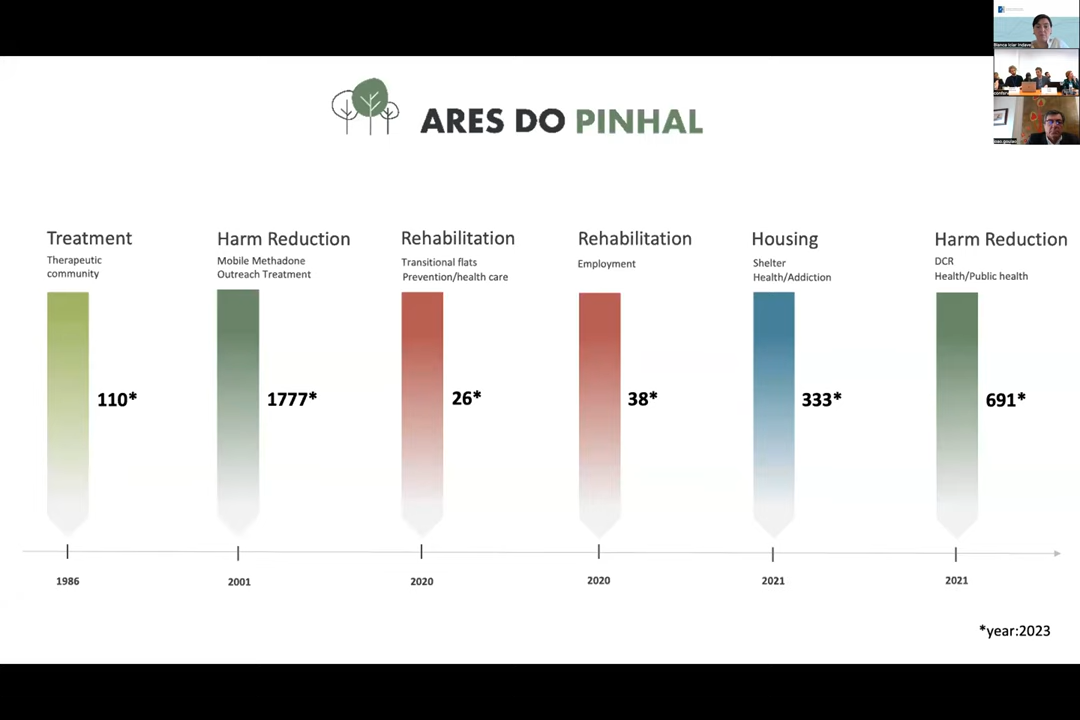 ARES DO PINHAL
Treatment
Therapeutic
community
110*
1986
Harm Reduction
Mobile Methadone
Outreach Treatment
1777*
2001
Rehabilitation
Transitional flats
Prevention/health care
26*
2020
Rehabilitation
Employment
38*
2020
Housing
Shelter
Health/Addiction
333*
2021
Harm Reduction
DCR
Health/Public health
691*
2021
*year:2023